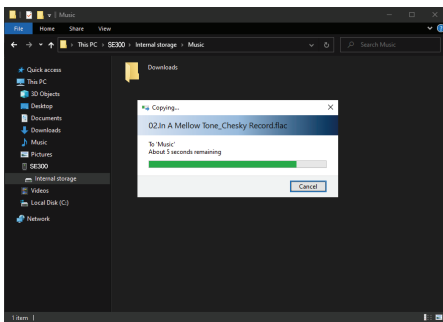 Music
File Home Share View
This PC > SE300 > Internal storage > Music
Search Music
Quick access
This PC
3D Objects
Desktop
Documents
Downloads
Music
Pictures
SE300
Internal storage
Videos
Local Disk (C:)
Network
Downloads
Copying...
02.In A Mellow Tone_Chesky Record.flac
To 'Music'
About 5 seconds remaining
Cancel
1 item